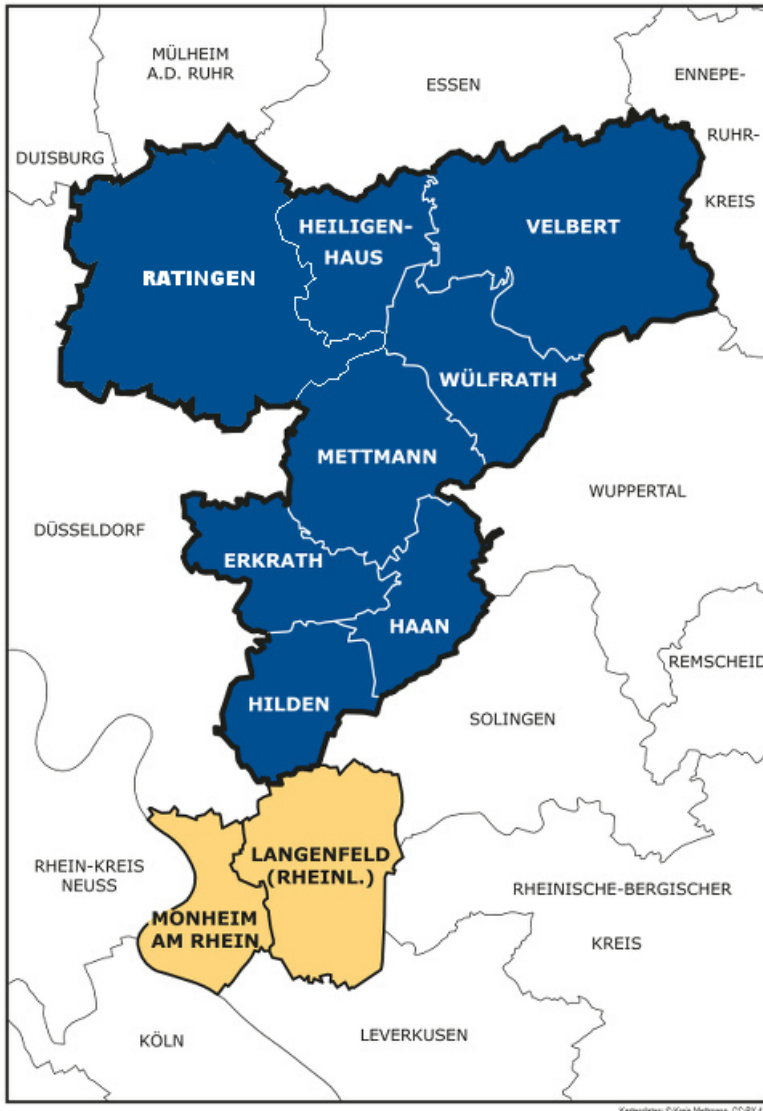 MÜLHEIM
A.D. RUHR
ESSEN
ENNEPE-
RUHR-
KREIS
DUISBURG
HEILIGEN-
HAUS
VELBERT
RATINGEN
WÜLFRATH
METTMANN
WUPPERTAL
DÜSSELDORF
ERKRATH
HAAN
REMSCHEID
HILDEN
SOLINGEN
LANGENFELD
(RHEINL.)
RHEIN-KREIS
NEUSS
RHEINISCHE-BERGISCHER
KREIS
MONHEIM
AM RHEIN
KÖLN
LEVERKUSEN